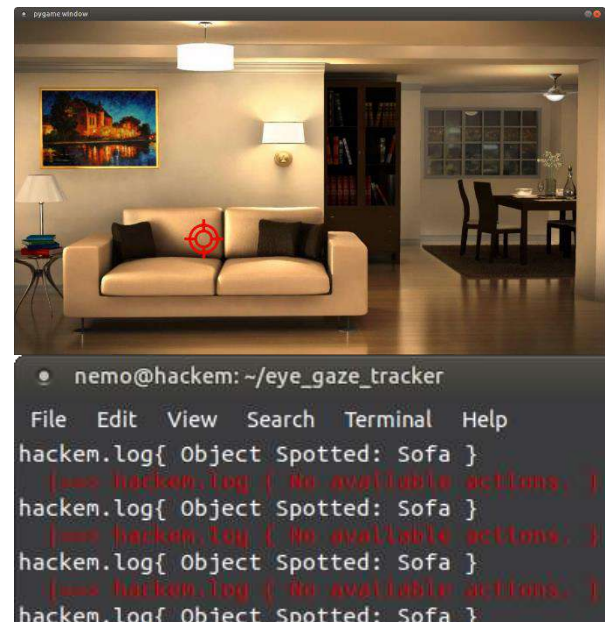 pygame window
nemo@hackem: ~/eye_gaze_tracker
File Edit View Search Terminal Help
hackem.log{ Object Spotted: Sofa }
|==> hackem.log { No available actions. }
hackem.log{ Object Spotted: Sofa }
|==> hackem.log { No available actions. }
hackem.log{ Object Spotted: Sofa }
|==> hackem.log { No available actions. }
hackem.log{ Object Spotted: Sofa }